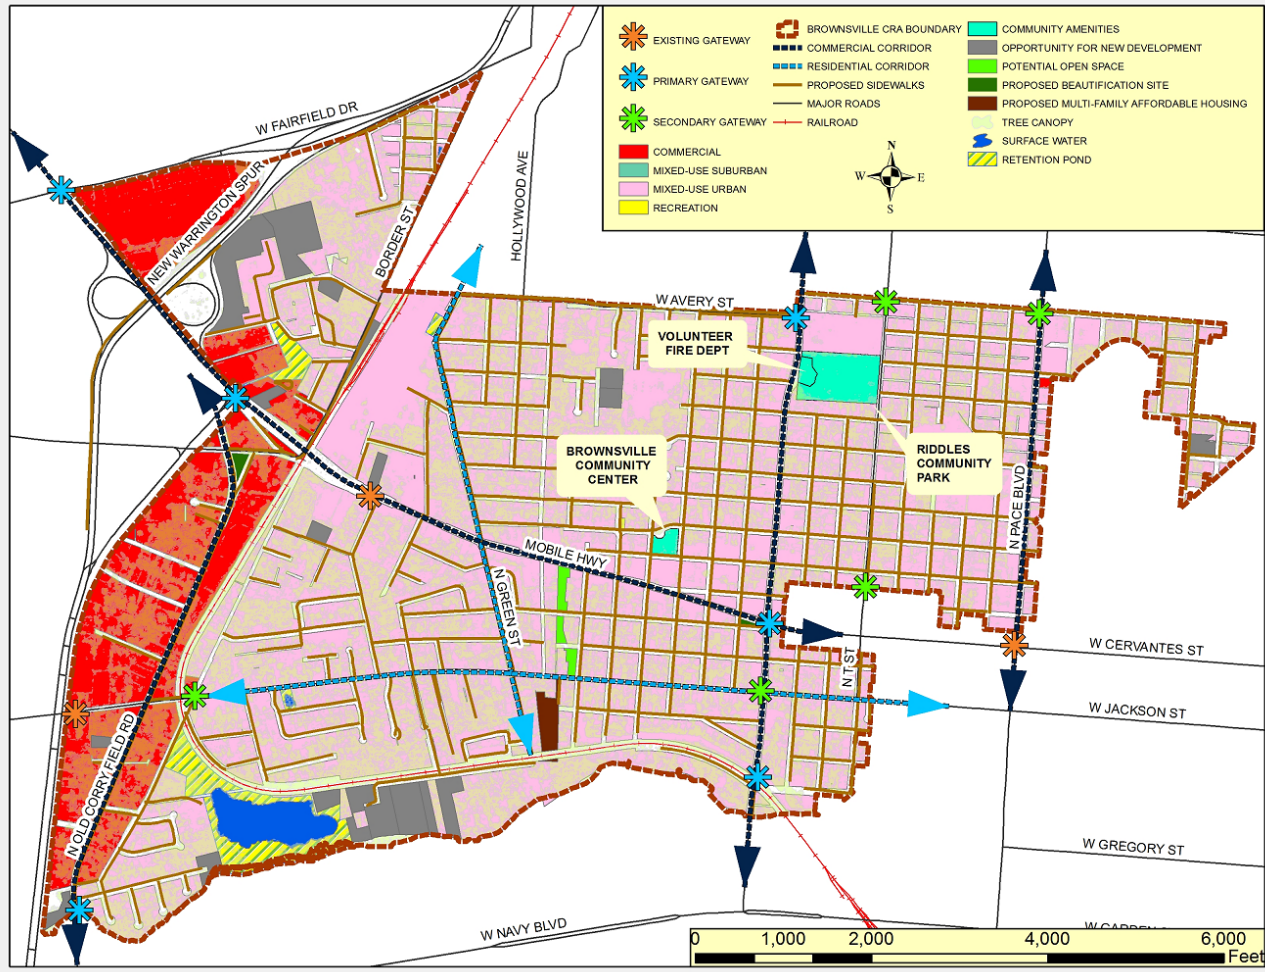 EXISTING GATEWAY
PRIMARY GATEWAY
SECONDARY GATEWAY
COMMERCIAL
MIXED-USE SUBURBAN
MIXED-USE URBAN
RECREATION
BROWNSVILLE CRA BOUNDARY
COMMERCIAL CORRIDOR
RESIDENTIAL CORRIDOR
PROPOSED SIDEWALKS
MAJOR ROADS
RAILROAD
COMMUNITY AMENITIES
OPPORTUNITY FOR NEW DEVELOPMENT
POTENTIAL OPEN SPACE
PROPOSED BEAUTIFICATION SITE
PROPOSED MULTI-FAMILY AFFORDABLE HOUSING
TREE CANOPY
SURFACE WATER
RETENTION POND
N
W E
S
W FAIRFIELD DR
NEW WARRINGTON SPUR
BORDER ST
HOLLYWOOD AVE
W AVERY ST
VOLUNTEER
FIRE DEPT
BROWNSVILLE
COMMUNITY
CENTER
RIDDLES
COMMUNITY
PARK
N PACE BLVD
MOBILE HWY
N GREEN ST
N T ST
W CERVANTES ST
W JACKSON ST
N OLD CORRY FIELD RD
W GREGORY ST
W NAVY BLVD
0 1,000 2,000 4,000 6,000
Feet